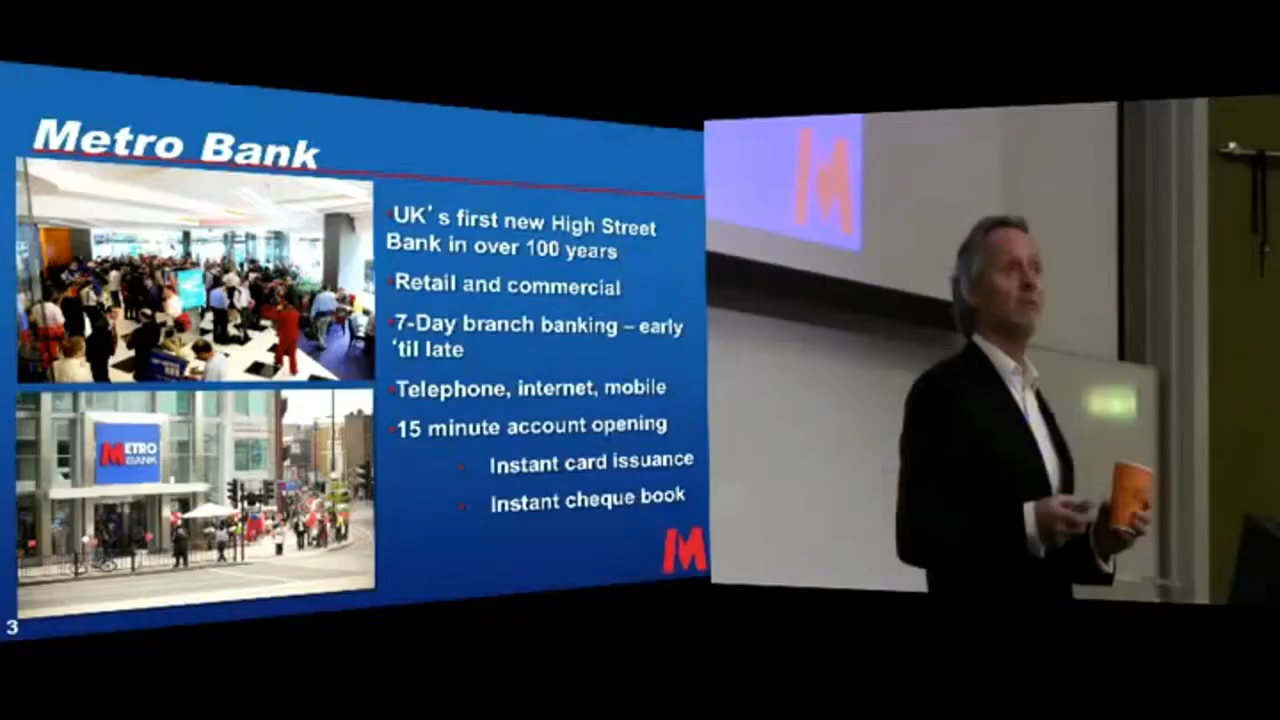 Metro Bank
UK's first new High Street
Bank in over 100 years
Retail and commercial
7-Day branch banking – early
'til late
Telephone, internet, mobile
15 minute account opening
Instant card issuance
Instant cheque book
METRO
BANK
M
3
M